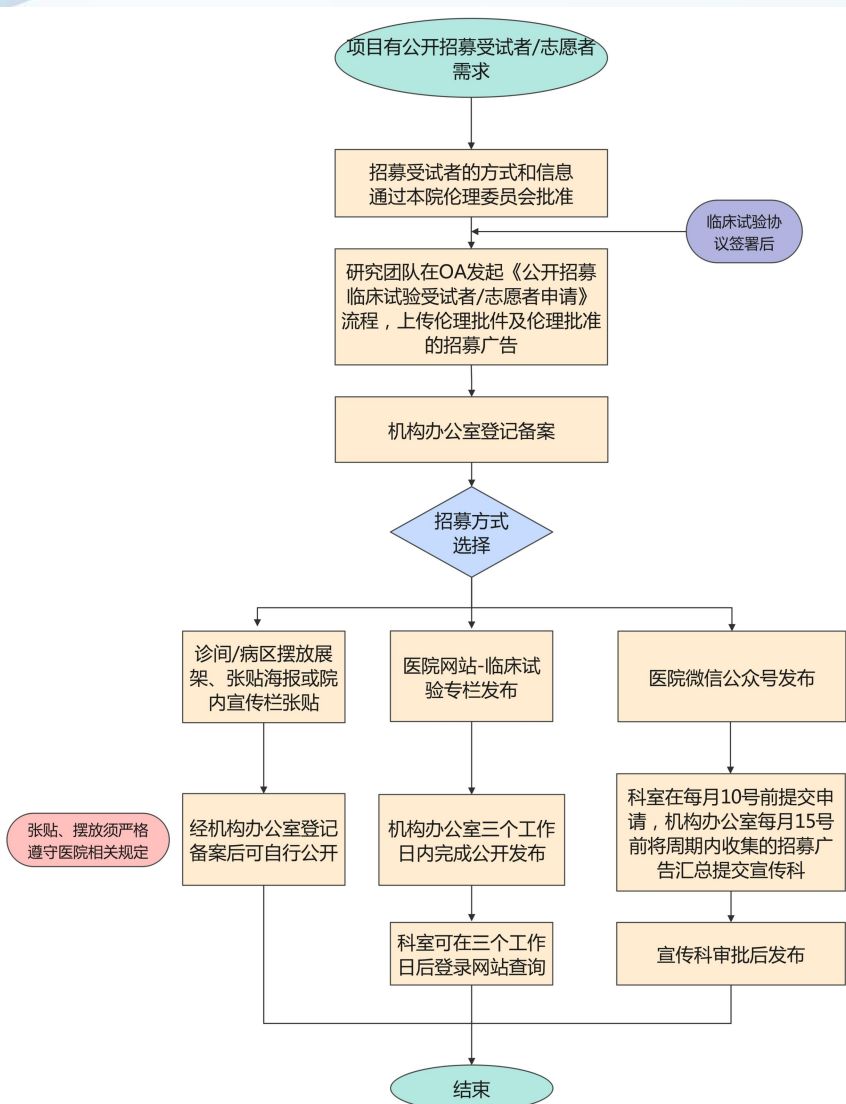 项目有公开招募受试者/志愿者
需求
招募受试者的方式和信息
通过本院伦理委员会批准
临床试验协
议签署后
研究团队在OA发起《公开招募
临床试验受试者/志愿者申请》
流程，上传伦理批件及伦理批准
的招募广告
机构办公室登记备案
招募方式
选择
诊间/病区摆放展
架、张贴海报或院
内宣传栏张贴
医院网站-临床试
验专栏发布
医院微信公众号发布
张贴、摆放须严格
遵守医院相关规定
经机构办公室登记
备案后可自行公开
机构办公室三个工作
日内完成公开发布
科室在每月10号前提交申
请，机构办公室每月15号
前将周期内收集的招募广
告汇总提交宣传科
科室可在三个工作
日后登录网站查询
宣传科审批后发布
结束